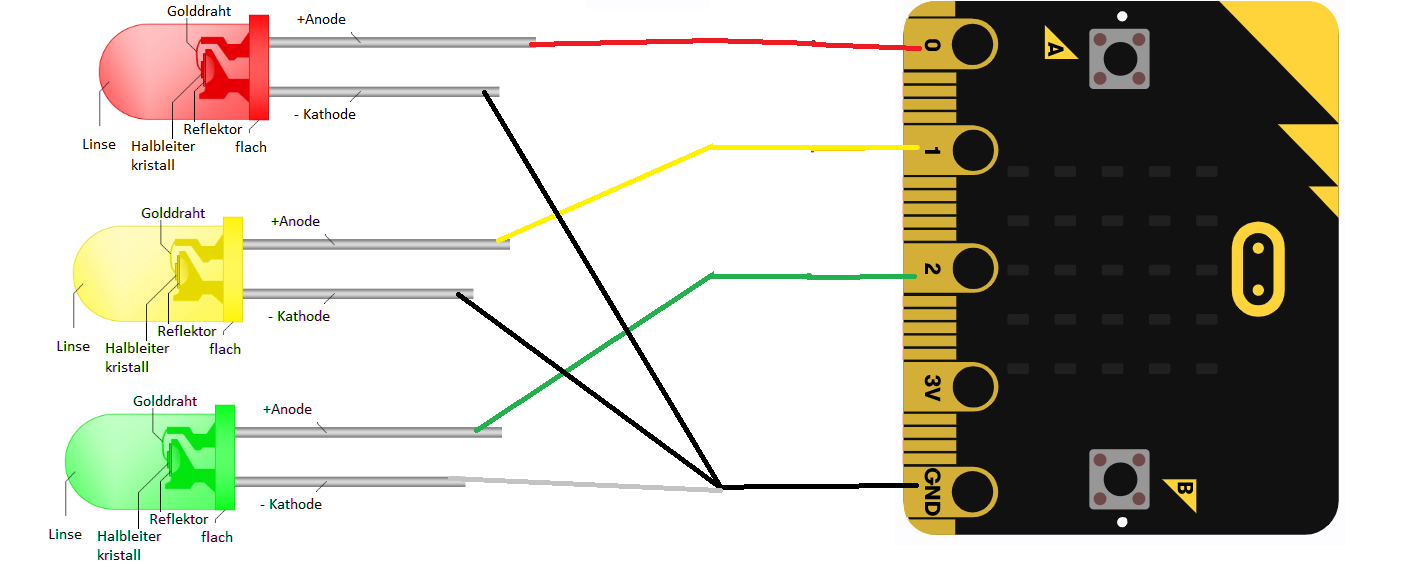 Golddraht
+Anode
- Kathode
Linse
Halbleiter
kristall
Reflektor
flach
Golddraht
+Anode
- Kathode
Linse
Halbleiter
kristall
Reflektor
flach
Golddraht
+Anode
- Kathode
Linse
Halbleiter
kristall
Reflektor
flach
0
1
2
3V
GND
A
B